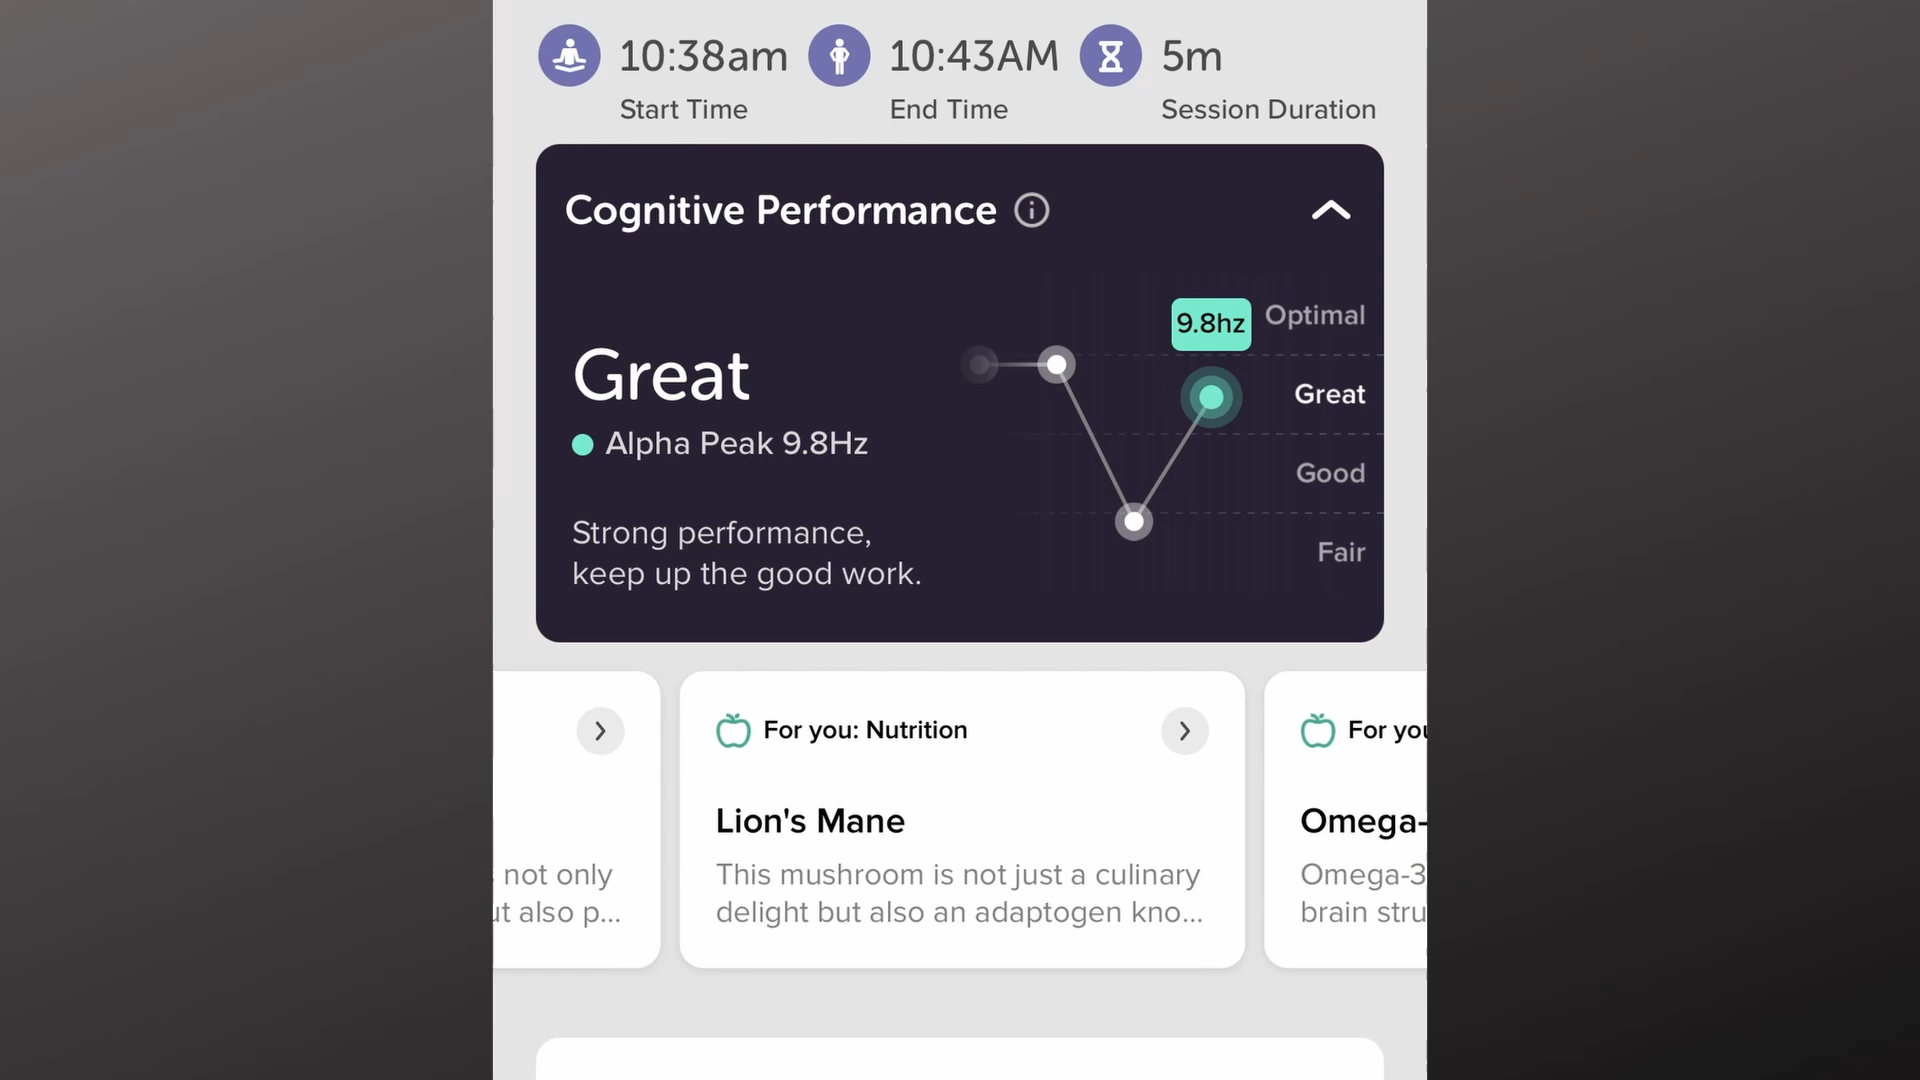 10:38am
Start Time
10:43AM
End Time
5m
Session Duration
Cognitive Performance
Great
Alpha Peak 9.8Hz
Strong performance,
keep up the good work.
9.8hz
Optimal
Great
Good
Fair
not only
also p...
For you: Nutrition
Lion's Mane
This mushroom is not just a culinary
delight but also an adaptogen kno...
For you
Omega-
Omega-3
brain